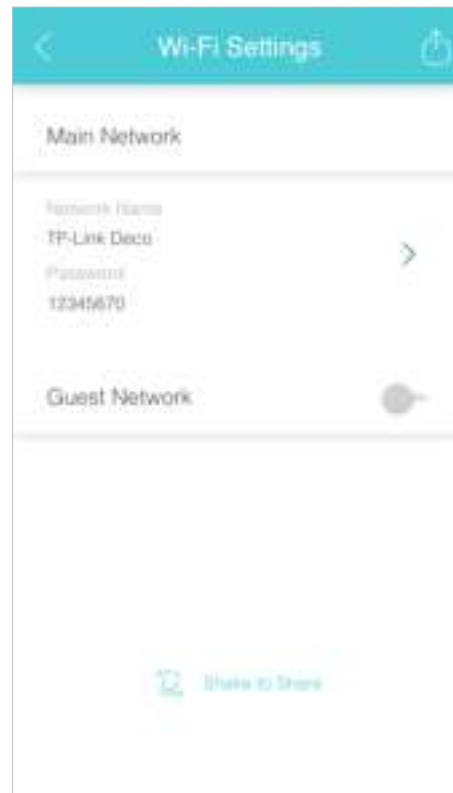 Wi-Fi Settings
Main Network
Network Name
TP-Link Deco
Password
12345670
Guest Network
Shake to Share